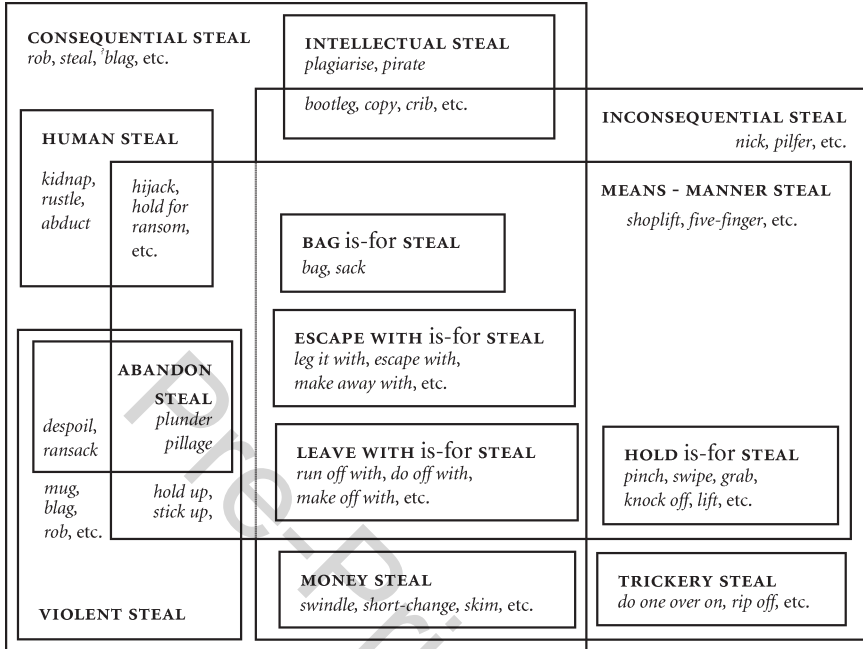 CONSEQUENTIAL STEAL
rob, steal, ?blag, etc.
INTELLECTUAL STEAL
plagiarise, pirate
bootleg, copy, crib, etc.
INCONSEQUENTIAL STEAL
nick, pilfer, etc.
HUMAN STEAL
kidnap,
rustle,
abduct
hijack,
hold for
ransom,
etc.
MEANS - MANNER STEAL
shoplift, five-finger, etc.
BAG is-for STEAL
bag, sack
ESCAPE WITH is-for STEAL
leg it with, escape with,
make away with, etc.
ABANDON
STEAL
plunder
pillage
despoil,
ransack
mug,
blag,
rob, etc.
hold up,
stick up,
VIOLENT STEAL
LEAVE WITH is-for STEAL
run off with, do off with,
make off with, etc.
HOLD is-for STEAL
pinch, swipe, grab,
knock off, lift, etc.
MONEY STEAL
swindle, short-change, skim, etc.
TRICKERY STEAL
do one over on, rip off, etc.
Pre-Pri